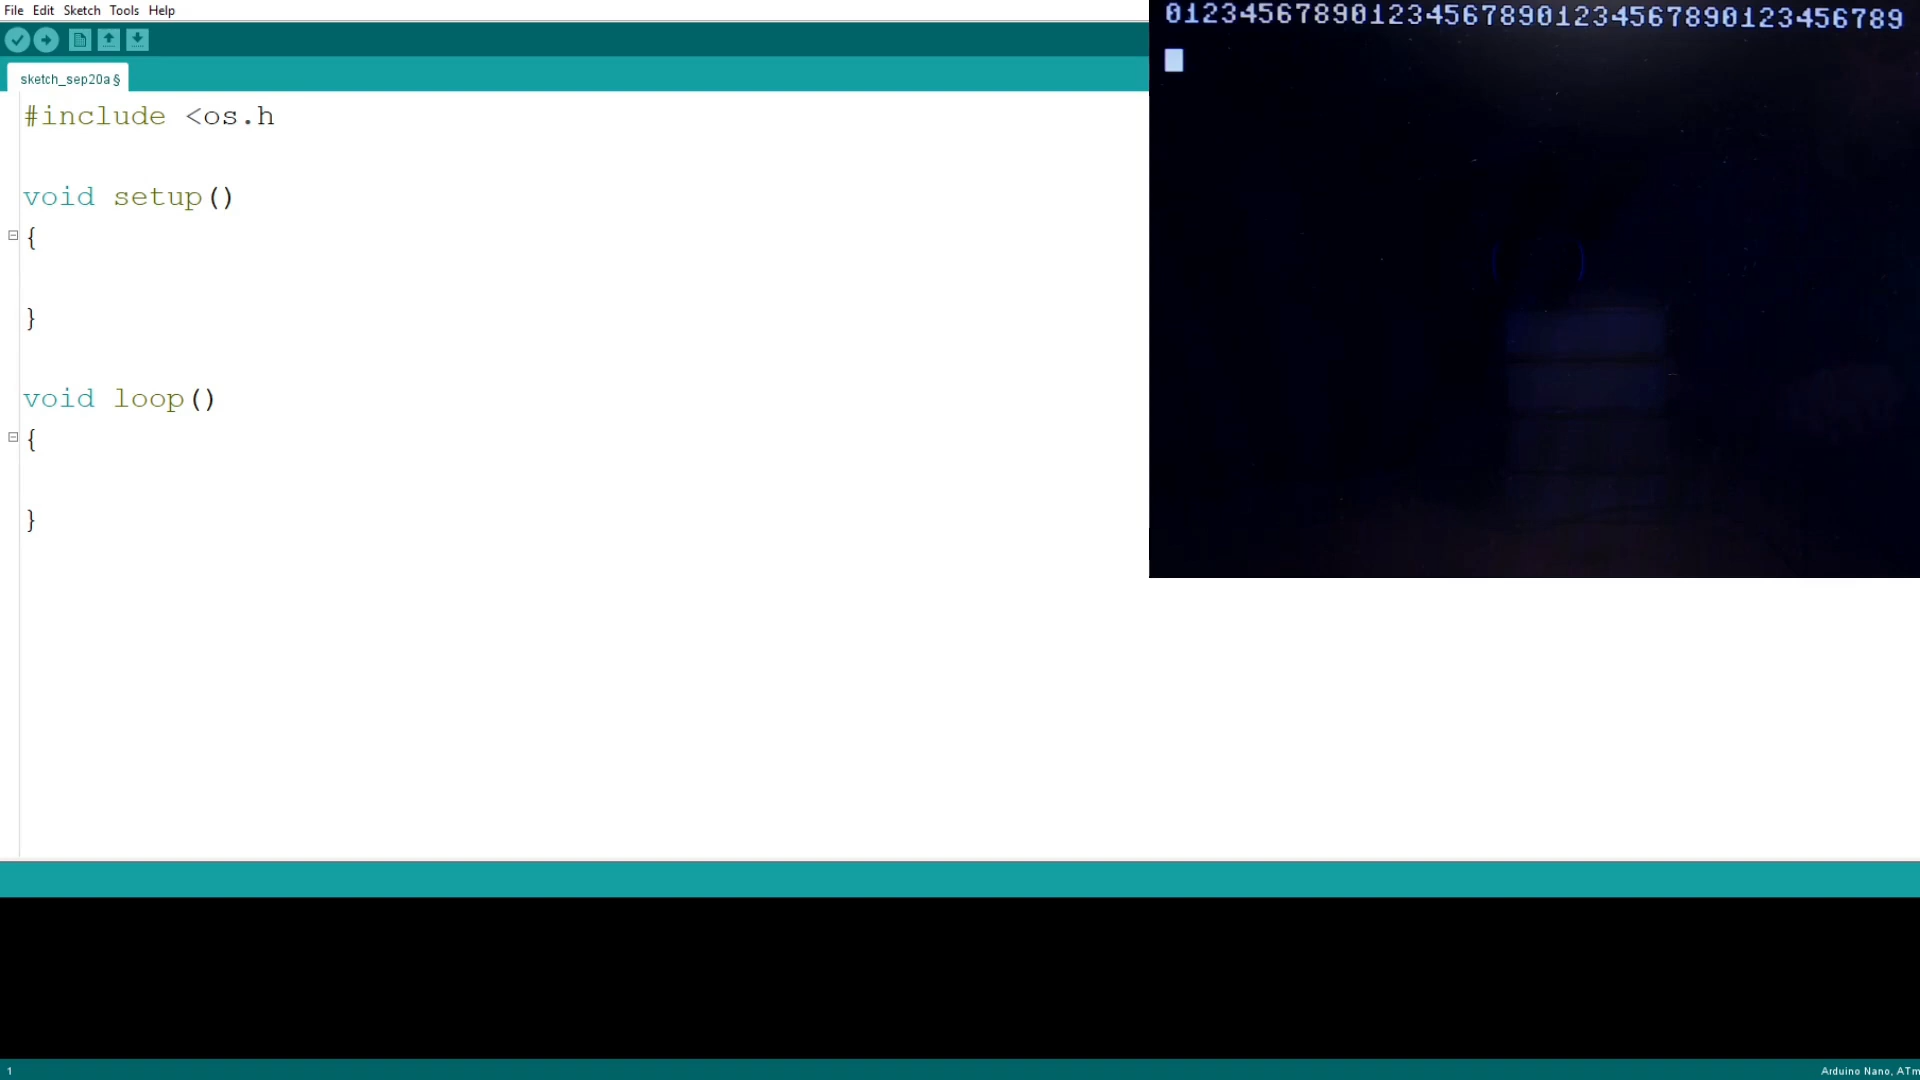 File Edit Sketch Tools Help
sketch_sep20a §
#include <os.h
void setup()
{
}
void loop()
{
}
0123456789012345678901234567890123456789
1
Arduino Nano, ATm